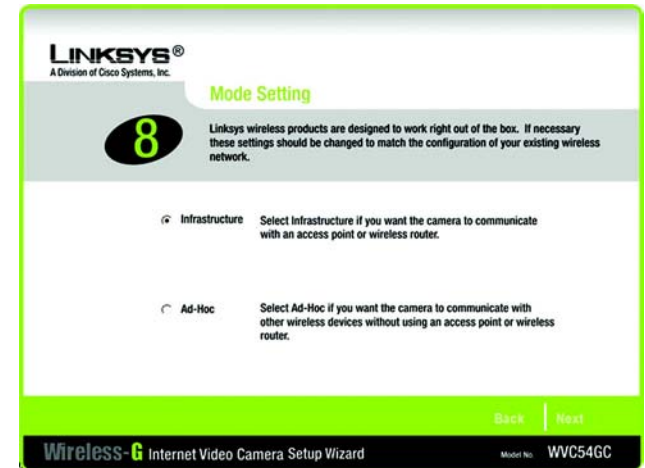 LINKSYS®
A Division of Cisco Systems, Inc.
Mode Setting
8
Linksys wireless products are designed to work right out of the box. If necessary
these settings should be changed to match the configuration of your existing wireless
network.
Infrastructure
Select Infrastructure if you want the camera to communicate
with an access point or wireless router.
Ad-Hoc
Select Ad-Hoc if you want the camera to communicate with
other wireless devices without using an access point or wireless
router.
Back Next
Wireless-G Internet Video Camera Setup Wizard Model No. WVC54GC